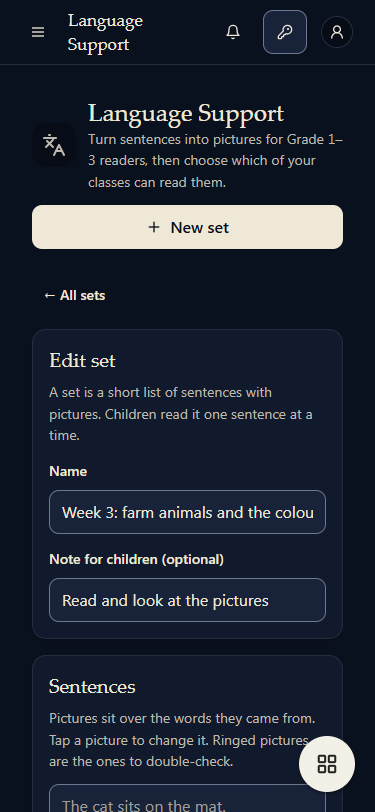 Language
Support
Language Support
Turn sentences into pictures for Grade 1–
3 readers, then choose which of your
classes can read them.
+ New set
← All sets
Edit set
A set is a short list of sentences with
pictures. Children read it one sentence at a
time.
Name
Week 3: farm animals and the colou
Note for children (optional)
Read and look at the pictures
Sentences
Pictures sit over the words they came from.
Tap a picture to change it. Ringed pictures
are the ones to double-check.
The cat sits on the mat.